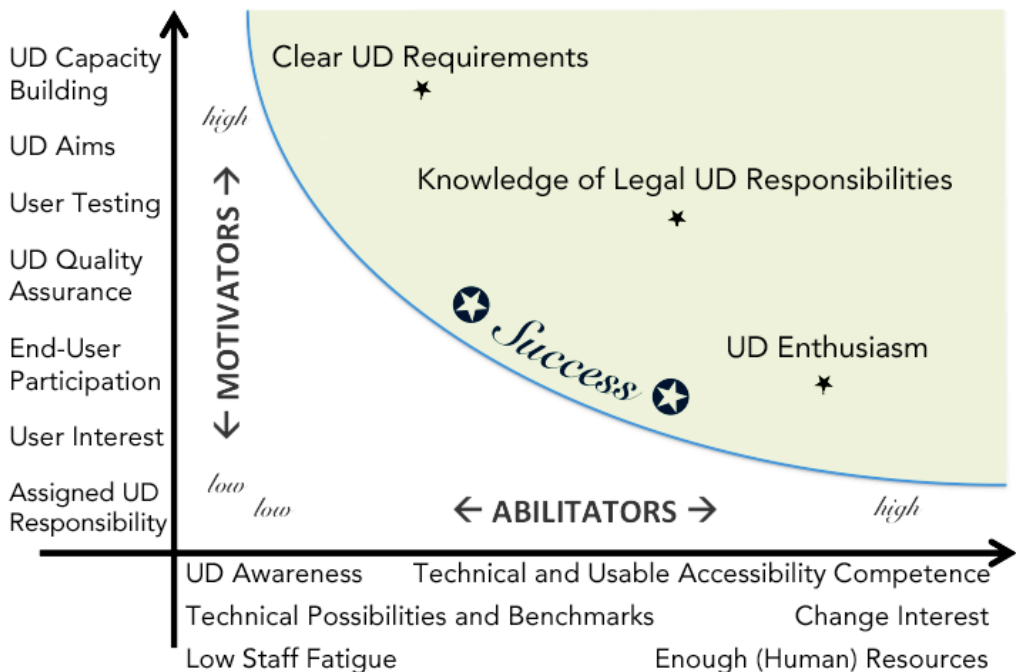 UD Capacity
Building
UD Aims
User Testing
UD Quality
Assurance
End-User
Participation
User Interest
Assigned UD
Responsibility
high
← MOTIVATORS →
low
Clear UD Requirements
Knowledge of Legal UD Responsibilities
Success
UD Enthusiasm
low
← ABILITATORS →
high
UD Awareness
Technical and Usable Accessibility Competence
Technical Possibilities and Benchmarks
Change Interest
Low Staff Fatigue
Enough (Human) Resources